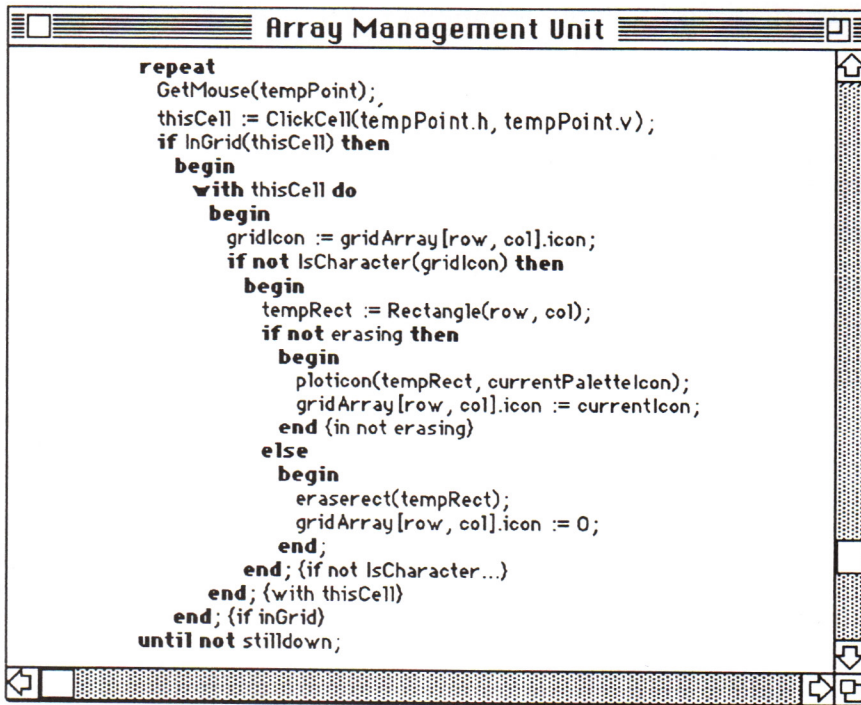 Array Management Unit
repeat
GetMouse(tempPoint);
thisCell := ClickCell(tempPoint.h, tempPoint.v);
if InGrid(thisCell) then
begin
with thisCell do
begin
gridIcon := gridArray[row, col].icon;
if not IsCharacter(gridIcon) then
begin
tempRect := Rectangle(row, col);
if not erasing then
begin
ploticon(tempRect, currentPaletteIcon);
gridArray[row, col].icon := currentIcon;
end {in not erasing}
else
begin
eraserect(tempRect);
gridArray[row, col].icon := 0;
end;
end; {if not IsCharacter...}
end; {with thisCell}
end; {if inGrid}
until not stilldown;